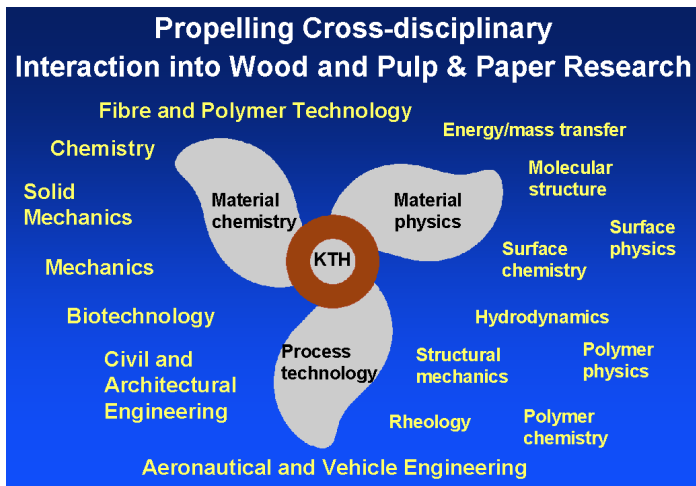 Propelling Cross-disciplinary
Interaction into Wood and Pulp & Paper Research
Fibre and Polymer Technology
Energy/mass transfer
Chemistry
Molecular
structure
Solid
Mechanics
Material
chemistry
Material
physics
Surface
physics
Surface
chemistry
KTH
Mechanics
Biotechnology
Hydrodynamics
Process
technology
Structural
mechanics
Polymer
physics
Civil and
Architectural
Engineering
Rheology
Polymer
chemistry
Aeronautical and Vehicle Engineering